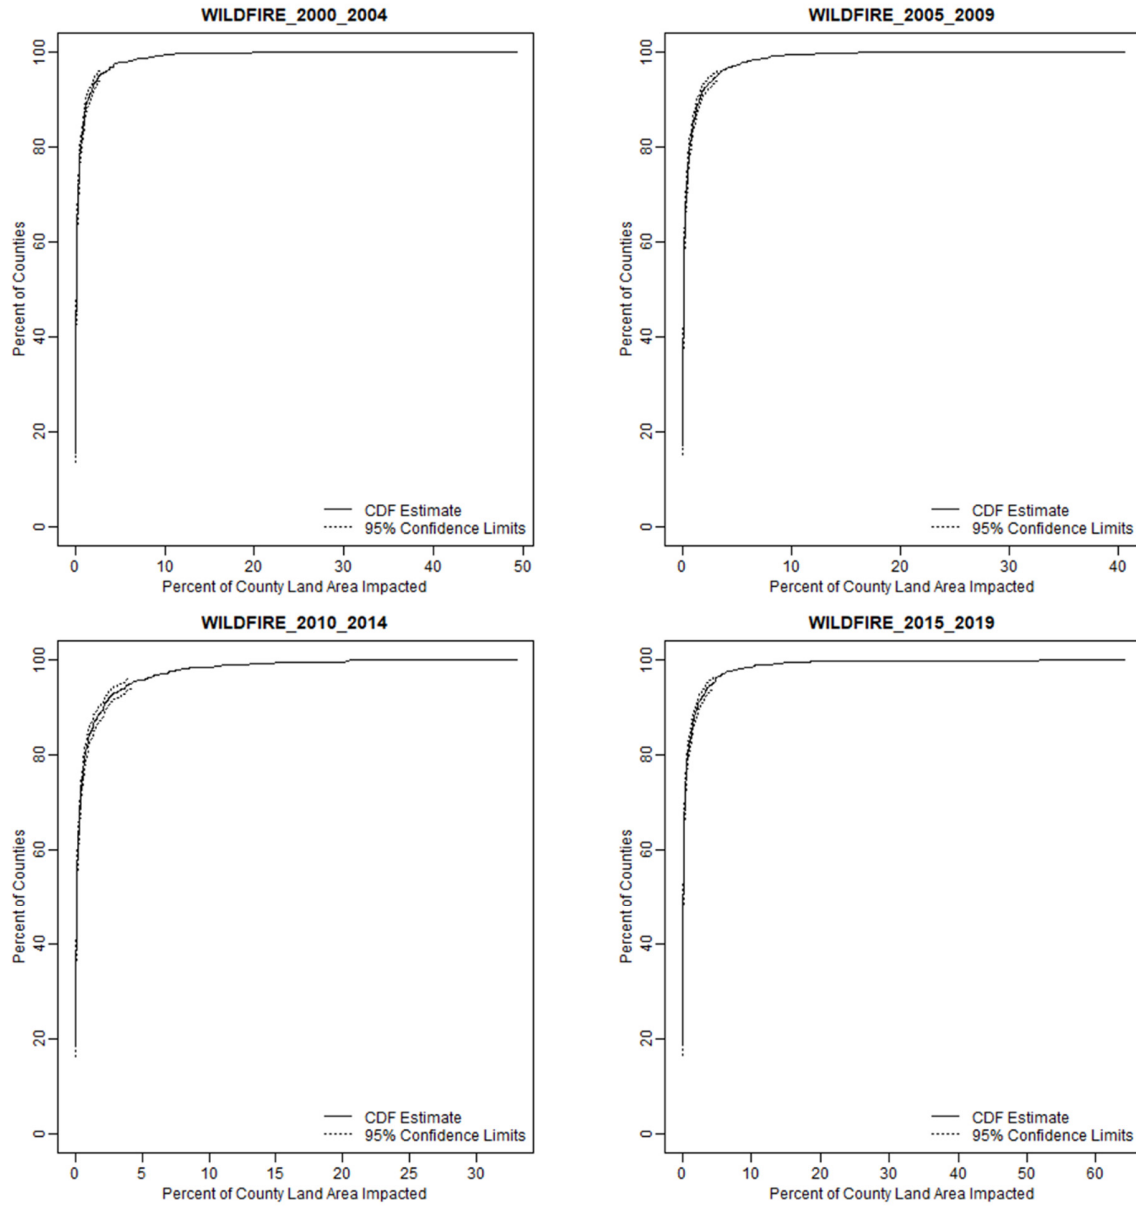 WILDFIRE_2000_2004
Percent of Counties
100
80
60
40
20
0
CDF Estimate
95% Confidence Limits
0 10 20 30 40 50
Percent of County Land Area Impacted
WILDFIRE_2005_2009
Percent of Counties
100
80
60
40
20
0
CDF Estimate
95% Confidence Limits
0 10 20 30 40
Percent of County Land Area Impacted
WILDFIRE_2010_2014
Percent of Counties
100
80
60
40
20
0
CDF Estimate
95% Confidence Limits
0 5 10 15 20 25 30
Percent of County Land Area Impacted
WILDFIRE_2015_2019
Percent of Counties
100
80
60
40
20
0
CDF Estimate
95% Confidence Limits
0 10 20 30 40 50 60
Percent of County Land Area Impacted